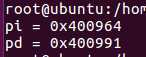 root@ubuntu:/hom
pi = 0x400964
pd = 0x400991